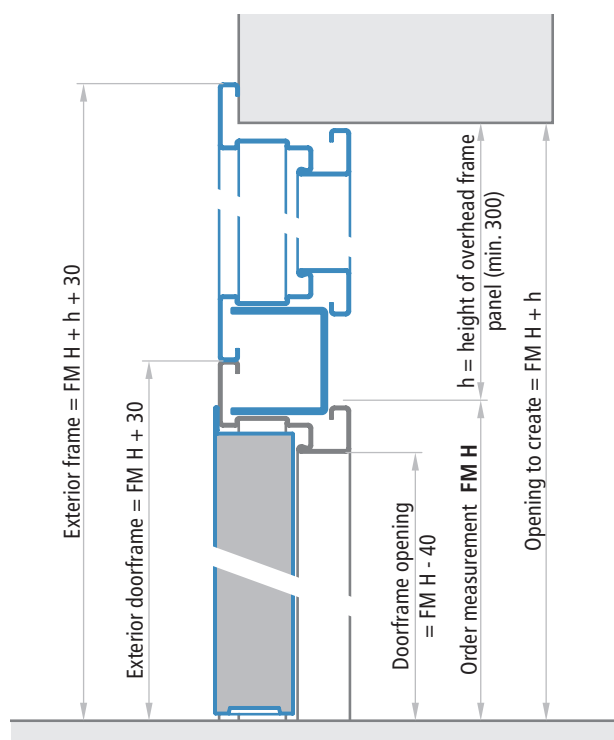 Exterior frame = FM H + h + 30
Exterior doorframe = FM H + 30
Doorframe opening
= FM H - 40
Order measurement FM H
h = height of overhead frame
panel (min. 300)
Opening to create = FM H + h